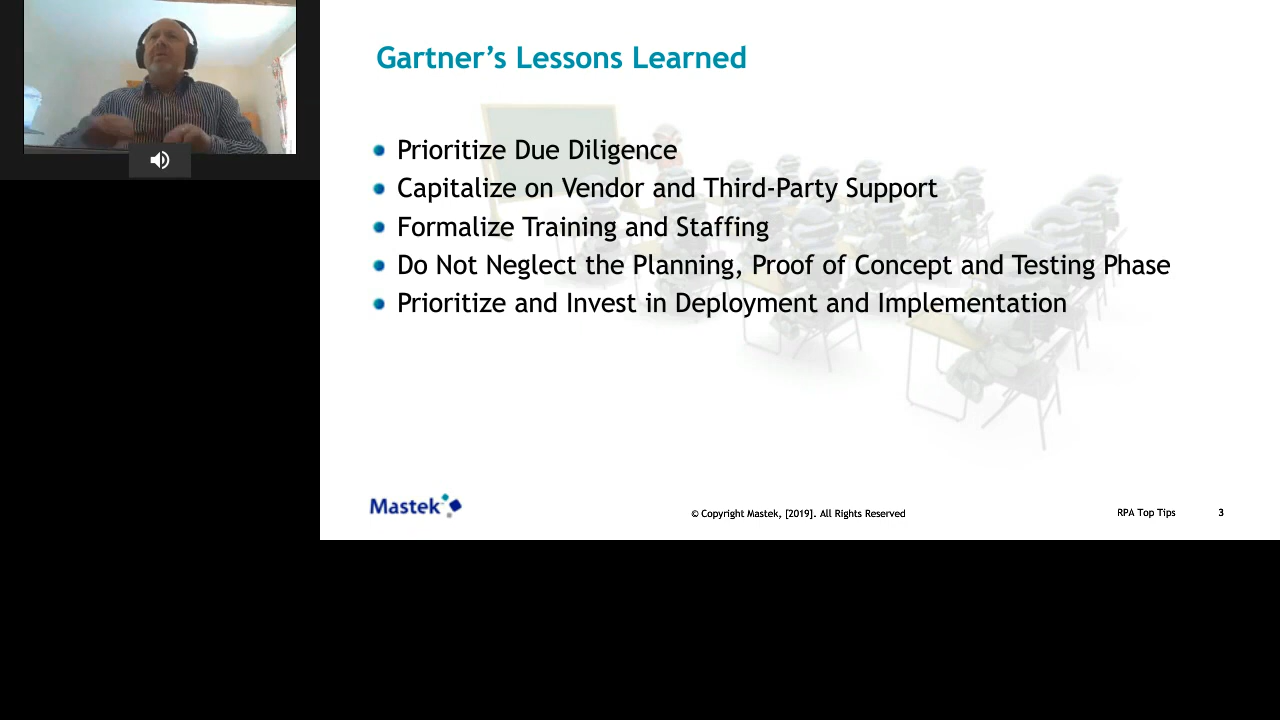 Gartner’s Lessons Learned
Prioritize Due Diligence
Capitalize on Vendor and Third-Party Support
Formalize Training and Staffing
Do Not Neglect the Planning, Proof of Concept and Testing Phase
Prioritize and Invest in Deployment and Implementation
Mastek
© Copyright Mastek, [2019]. All Rights Reserved
RPA Top Tips 3